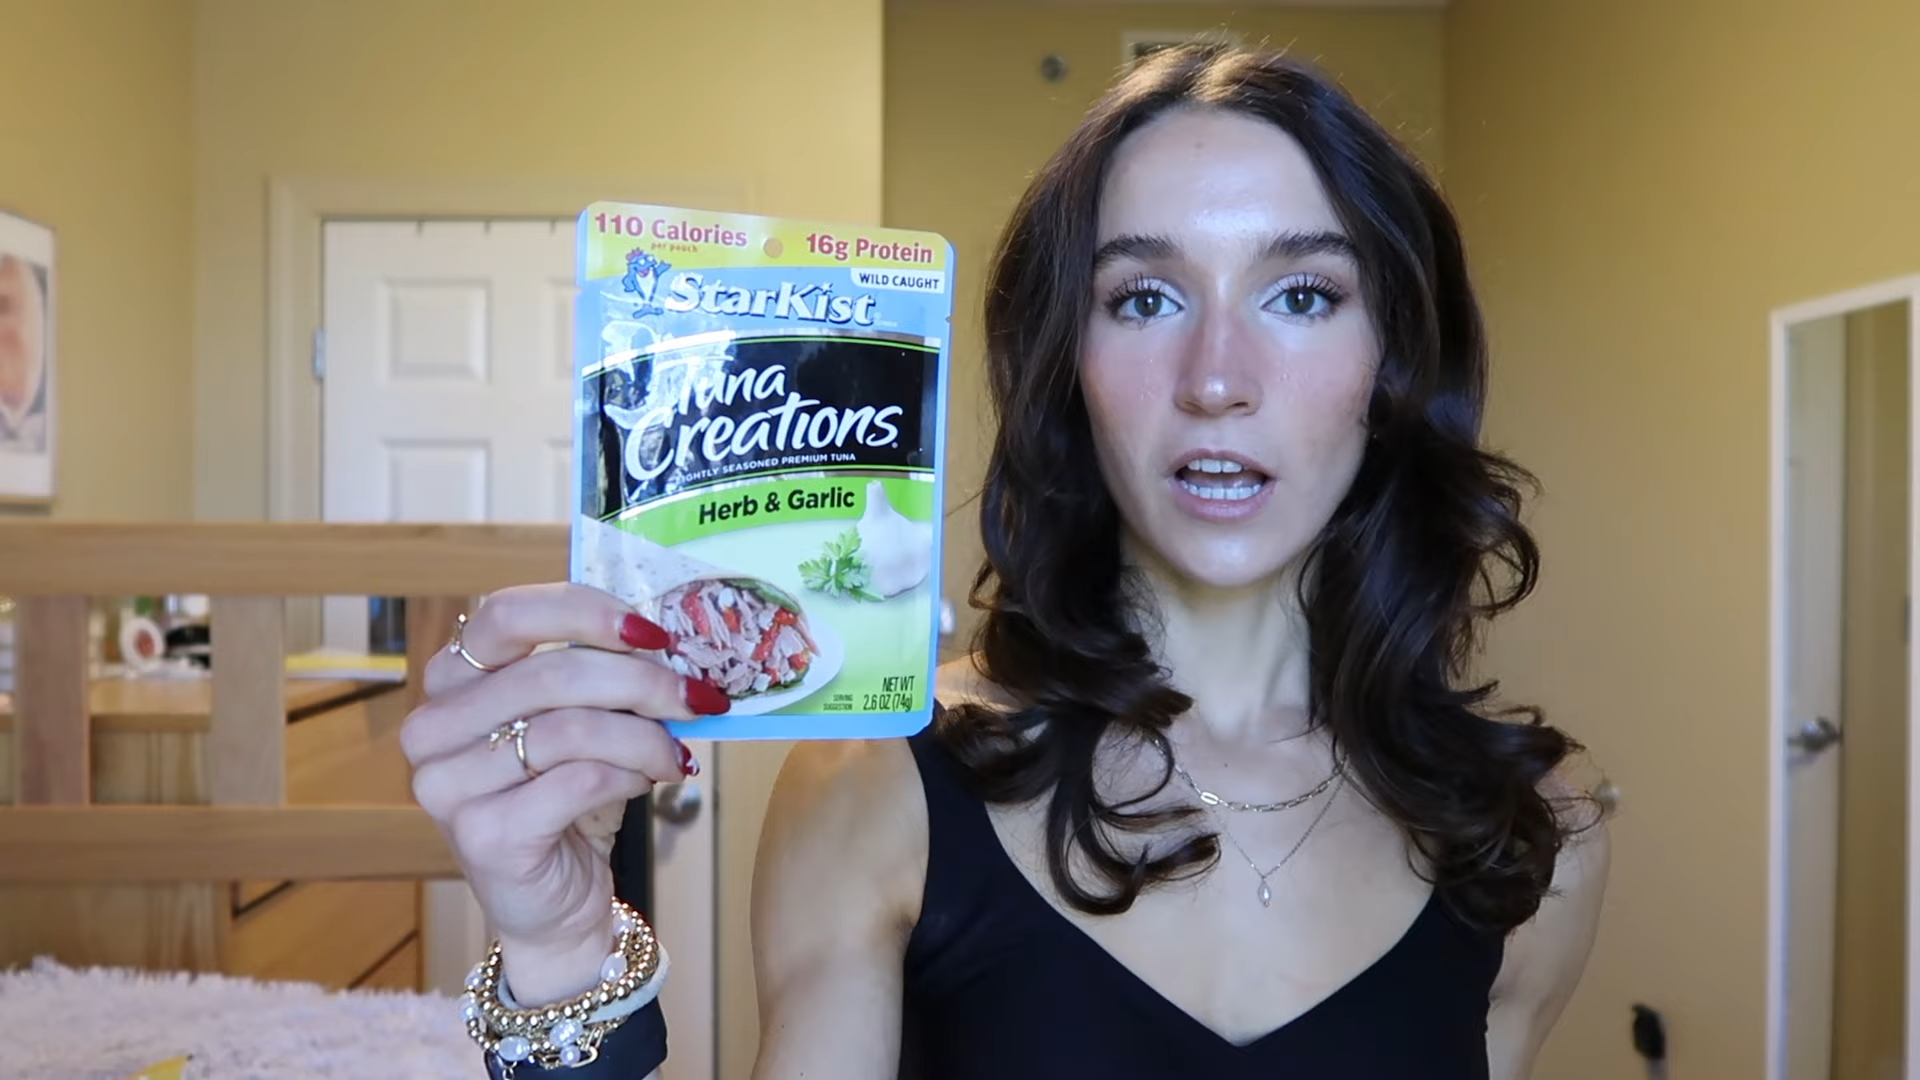 110 Calories
per pouch
16g Protein
WILD CAUGHT
StarKist
Tuna
Creations®
LIGHTLY SEASONED PREMIUM TUNA
Herb & Garlic
SERVING
SUGGESTION
NET WT
2.6 OZ (74g)